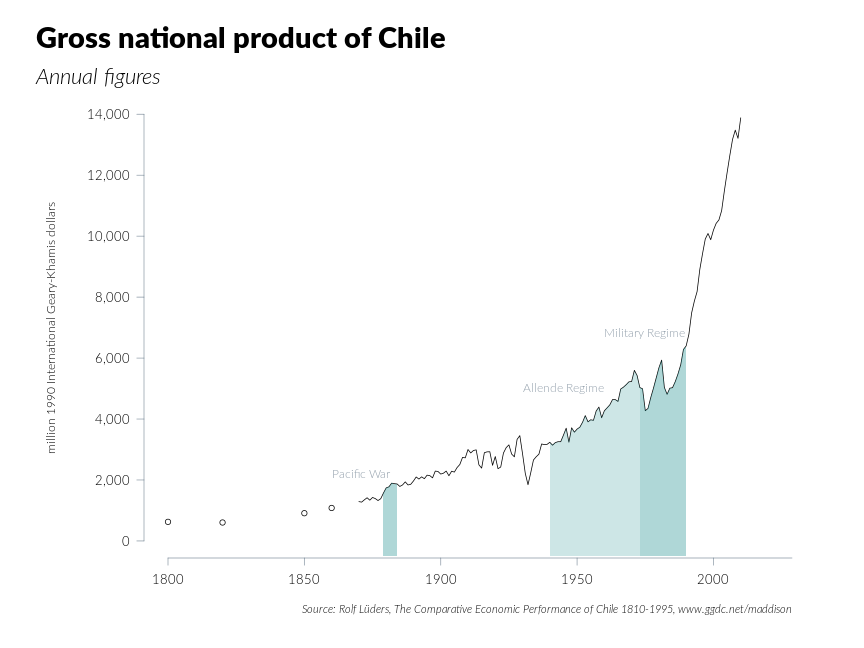 Gross national product of Chile
Annual figures
million 1990 International Geary-Khamis dollars
14,000
12,000
10,000
8,000
6,000
4,000
2,000
0
Military Regime
Allende Regime
Pacific War
1800
1850
1900
1950
2000
Source: Rolf Lüders, The Comparative Economic Performance of Chile 1810-1995, www.ggdc.net/maddison